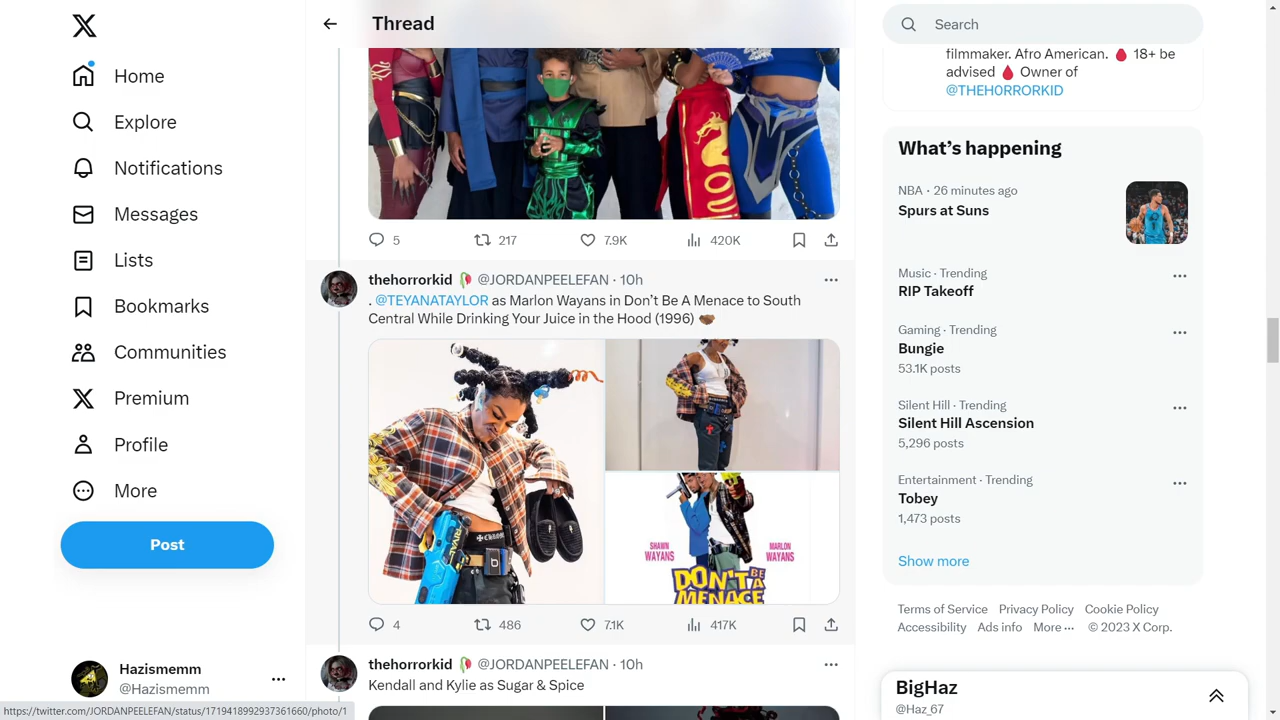 Thread
Search
Home
Explore
Notifications
Messages
Lists
Bookmarks
Communities
Premium
Profile
More
Post
Hazismemm
@Hazismemm
https://twitter.com/JORDANPEELEFAN/status/1719418992937361660/photo/1
5 217 7.9K 420K
thehorrorkid @JORDANPEELEFAN · 10h
. @TEYANATAYLOR as Marlon Wayans in Don’t Be A Menace to South
Central While Drinking Your Juice in the Hood (1996)
RIVAL
CHROME
SHAWN
WAYANS
MARLON
WAYANS
DON'T BE A
MENACE
4 486 7.1K 417K
thehorrorkid @JORDANPEELEFAN · 10h
Kendall and Kylie as Sugar & Spice
filmmaker. Afro American. 18+ be
advised Owner of
@THEH0RRORKID
What’s happening
NBA · 26 minutes ago
Spurs at Suns
Music · Trending
RIP Takeoff
Gaming · Trending
Bungie
53.1K posts
Silent Hill · Trending
Silent Hill Ascension
5,296 posts
Entertainment · Trending
Tobey
1,473 posts
Show more
Terms of Service Privacy Policy Cookie Policy
Accessibility Ads info More ··· © 2023 X Corp.
BigHaz
@Haz_67